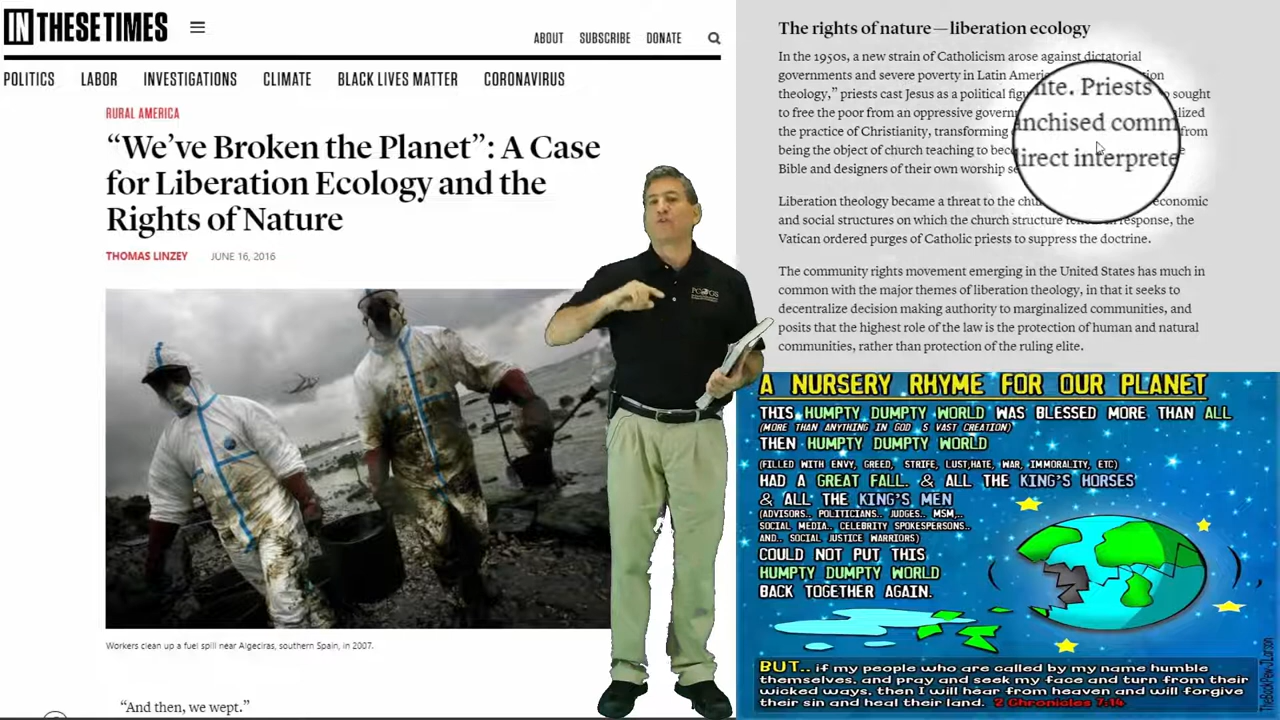 IN THESE TIMES
ABOUT SUBSCRIBE DONATE
POLITICS LABOR INVESTIGATIONS CLIMATE BLACK LIVES MATTER CORONAVIRUS
RURAL AMERICA
“We’ve Broken the Planet”: A Case
for Liberation Ecology and the
Rights of Nature
THOMAS LINZEY JUNE 16, 2016
Workers clean up a fuel spill near Algeciras, southern Spain, in 2007.
“And then, we wept.”
The rights of nature—liberation ecology
In the 1950s, a new strain of Catholicism arose against dictatorial
governments and severe poverty in Latin
theology,” priests cast Jesus as a political sought
to free the poor from an oppressive
the practice of Christianity, transforming from
being the object of church teaching to
Bible and designers of their own worship
Priests
Liberation theology became a threat to the economic
and social structures on which the church structure response, the
Vatican ordered purges of Catholic priests to suppress the doctrine.
The community rights movement emerging in the United States has much in
common with the major themes of liberation theology, in that it seeks to
decentralize decision making authority to marginalized communities, and
posits that the highest role of the law is the protection of human and natural
communities, rather than protection of the ruling elite.
A NURSERY RHYME FOR OUR PLANET
THIS HUMPTY DUMPTY WORLD WAS BLESSED MORE THAN ALL
(MORE THAN ANYTHING IN GOD S VAST CREATION)
THEN HUMPTY DUMPTY WORLD
(FILLED WITH ENVY, GREED, STRIFE, LUST,HATE, WAR, IMMORALITY, ETC)
HAD A GREAT FALL. & ALL THE KING'S HORSES
& ALL THE KING'S MEN
(ADVISORS.. POLITICIANS.. JUDGES.. MSM,..
SOCIAL MEDIA.. CELEBRITY SPOKESPERSONS..
AND.. SOCIAL JUSTICE WARRIORS)
COULD NOT PUT THIS
HUMPTY DUMPTY WORLD
BACK TOGETHER AGAIN.
BUT.. if my people who are called by my name humble
themselves, and pray and seek my face and turn from their
wicked ways, then I will hear from heaven and will forgive
their sin and heal their land. 2 Chronicles 7:14
TheBackPew-JLarson